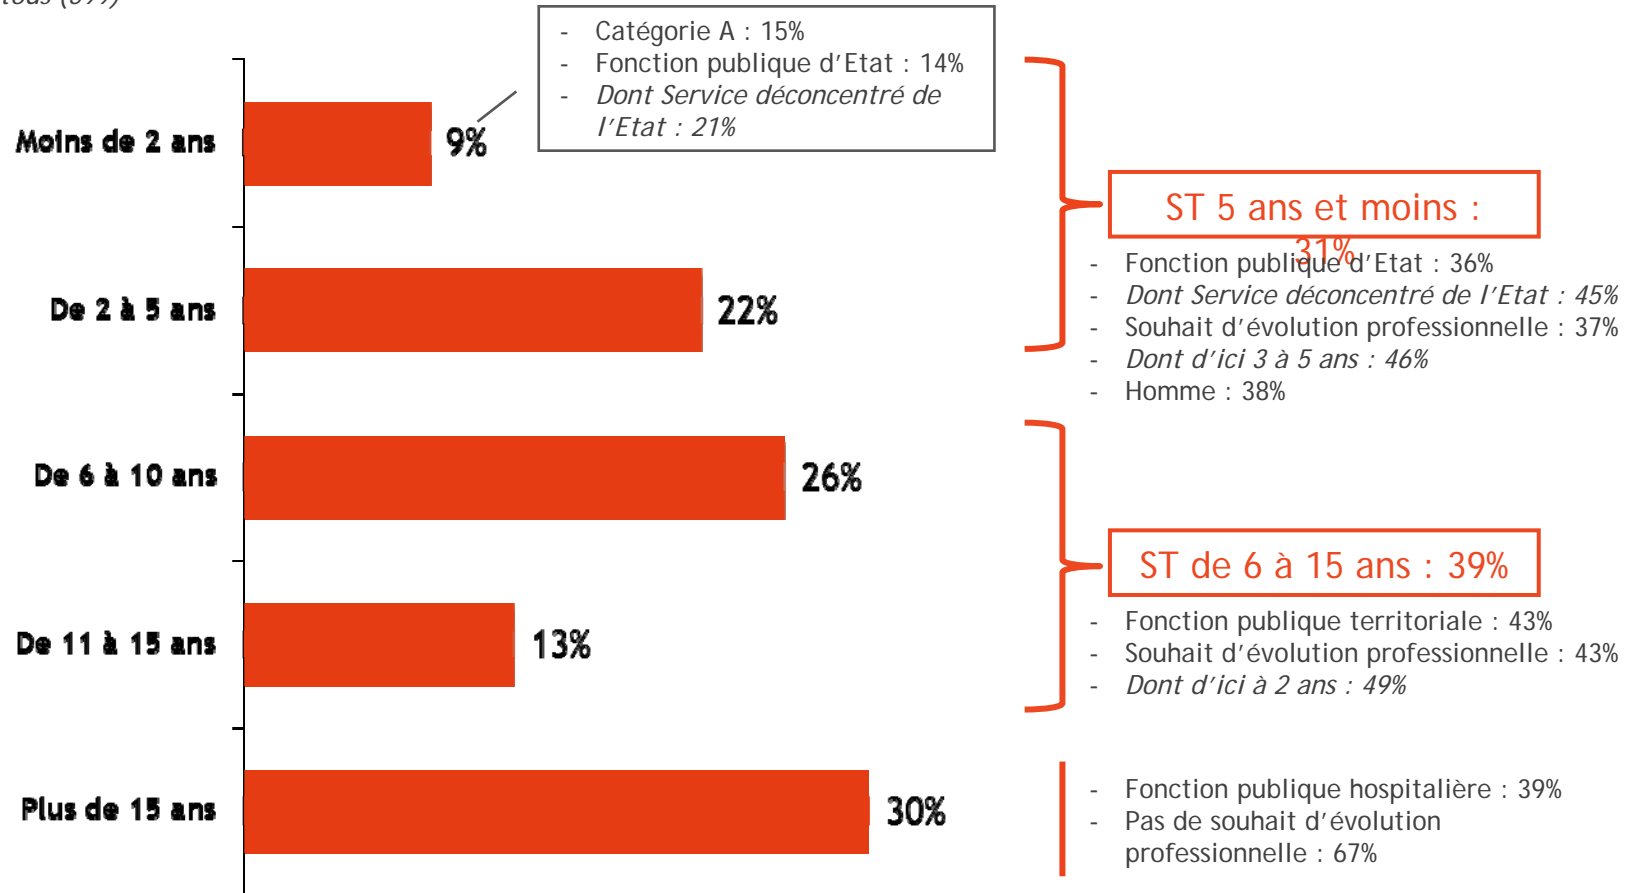 - Catégorie A : 15%
- Fonction publique d'Etat : 14%
- Dont Service déconcentré de
l'Etat : 21%
Moins de 2 ans
9%
ST 5 ans et moins :
31%
- Fonction publique d'Etat : 36%
- Dont Service déconcentré de l'Etat : 45%
- Souhait d'évolution professionnelle : 37%
- Dont d'ici 3 à 5 ans : 46%
- Homme : 38%
De 2 à 5 ans
22%
De 6 à 10 ans
26%
ST de 6 à 15 ans : 39%
- Fonction publique territoriale : 43%
- Souhait d'évolution professionnelle : 43%
- Dont d'ici à 2 ans : 49%
De 11 à 15 ans
13%
Plus de 15 ans
30%
- Fonction publique hospitalière : 39%
- Pas de souhait d'évolution
professionnelle : 67%